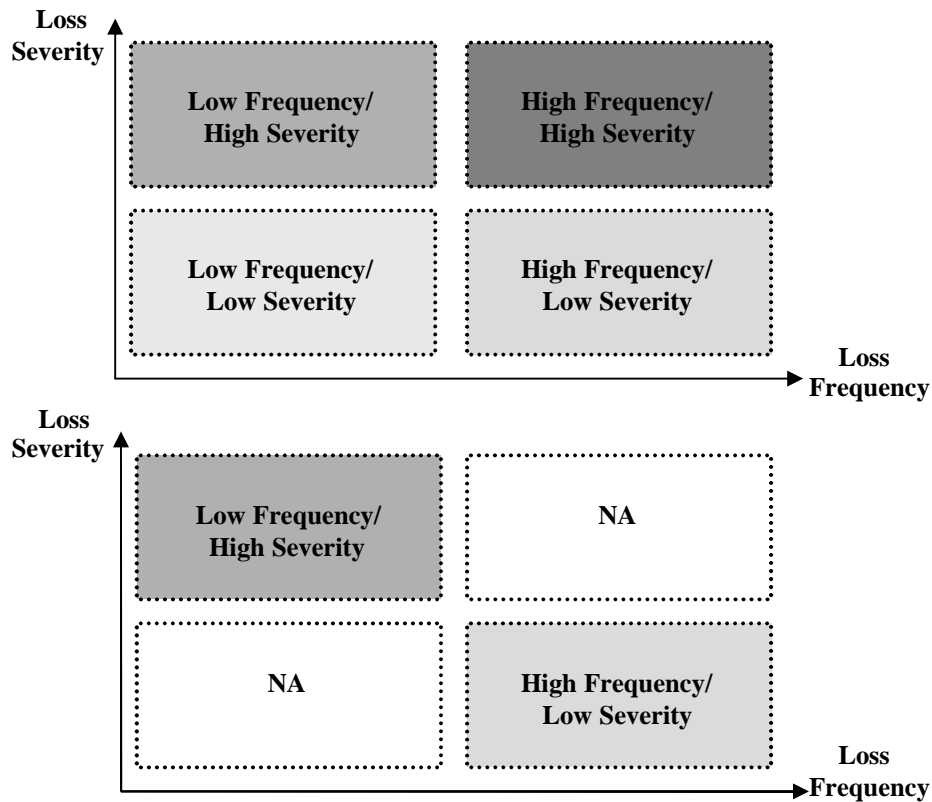 Loss
Severity
Low Frequency/
High Severity
High Frequency/
High Severity
Low Frequency/
Low Severity
High Frequency/
Low Severity
Loss
Frequency
Loss
Severity
Low Frequency/
High Severity
NA
NA
High Frequency/
Low Severity
Loss
Frequency